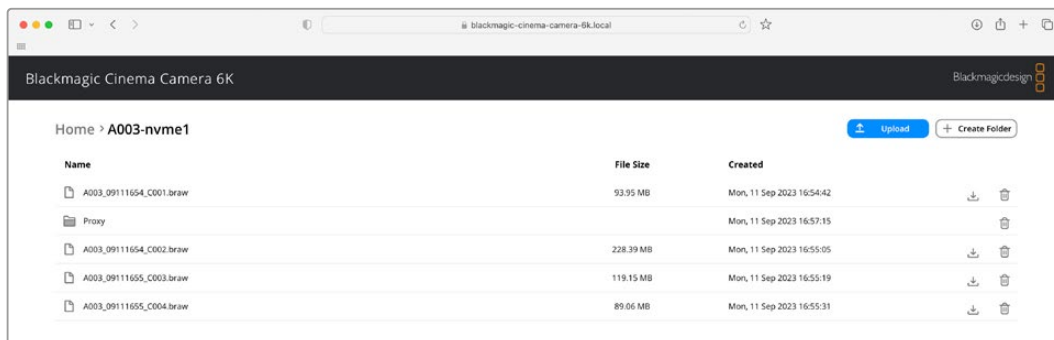 blackmagic-cinema-camera-6k.local
Blackmagic Cinema Camera 6K
Blackmagicdesign
Home > A003-nvme1
Upload
+ Create Folder
Name File Size Created
A003_09111654_C001.braw 93.95 MB Mon, 11 Sep 2023 16:54:42
Proxy Mon, 11 Sep 2023 16:57:15
A003_09111654_C002.braw 228.39 MB Mon, 11 Sep 2023 16:55:05
A003_09111655_C003.braw 119.15 MB Mon, 11 Sep 2023 16:55:19
A003_09111655_C004.braw 89.06 MB Mon, 11 Sep 2023 16:55:31